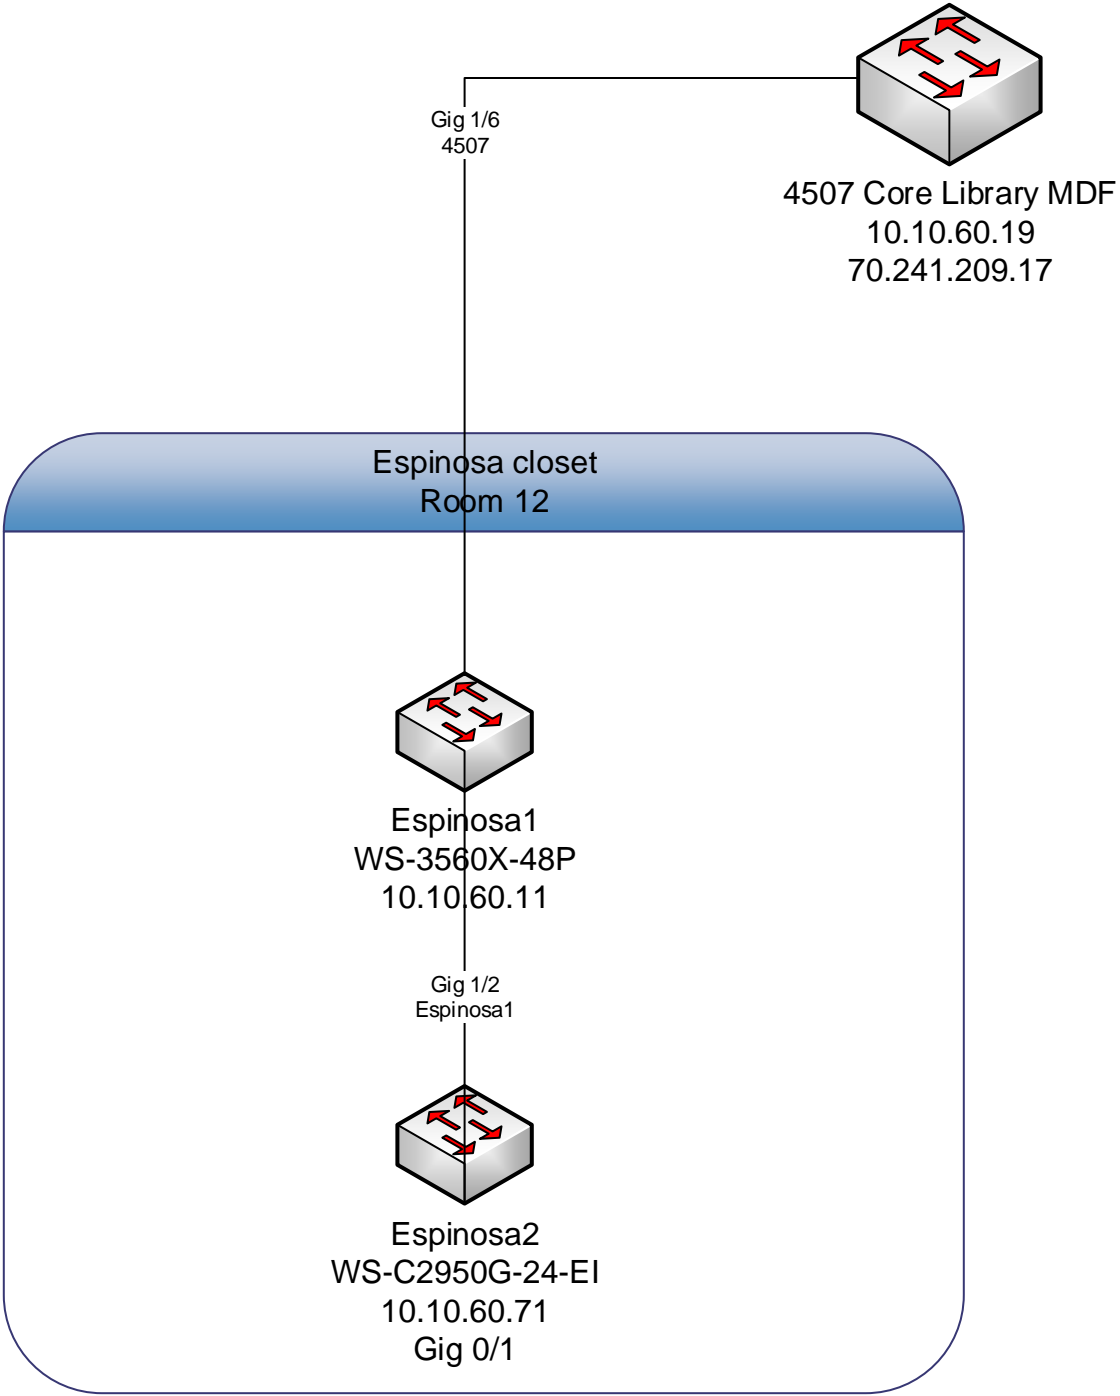 Gig 1/6
4507
4507 Core Library MDF
10.10.60.19
70.241.209.17
Espinosa closet
Room 12
Espinosa1
WS-3560X-48P
10.10.60.11
Gig 1/2
Espinosa1
Espinosa2
WS-C2950G-24-EI
10.10.60.71
Gig 0/1